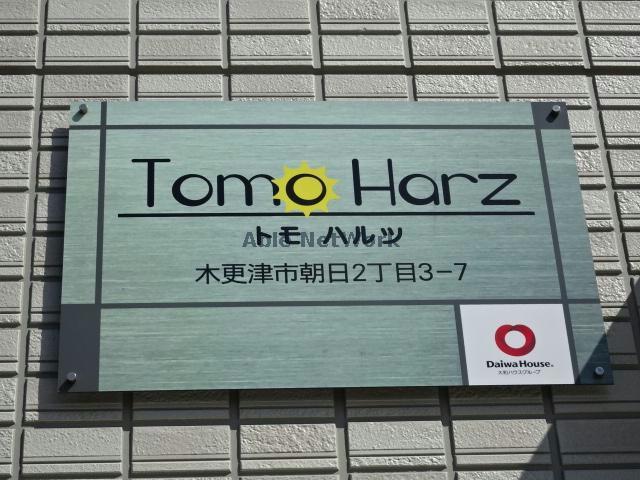 Tomo Harz
トモ ハルツ
Able Network
木更津市朝日2丁目3-7
Daiwa House®
大和ハウスグループ